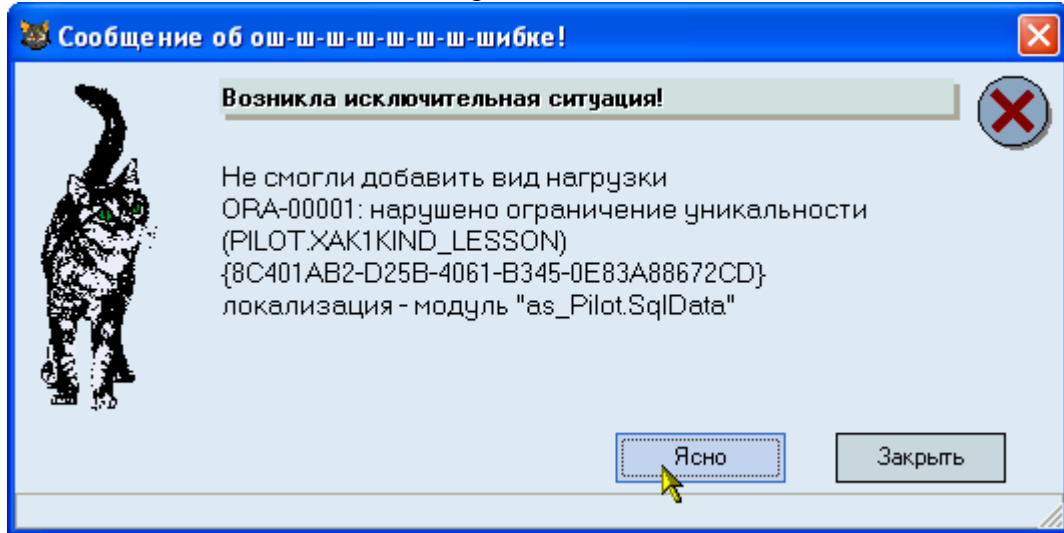 Сообщение об ош-ш-ш-ш-ш-ш-шибке!
Возникла исключительная ситуация!
Не смогли добавить вид нагрузки
ORA-00001: нарушено ограничение уникальности
(PILOT.XAK1KIND_LESSON)
{8C401AB2-D25B-4061-B345-0E83A88672CD}
локализация - модуль "as_Pilot.SqlData"
Ясно
Закрыть